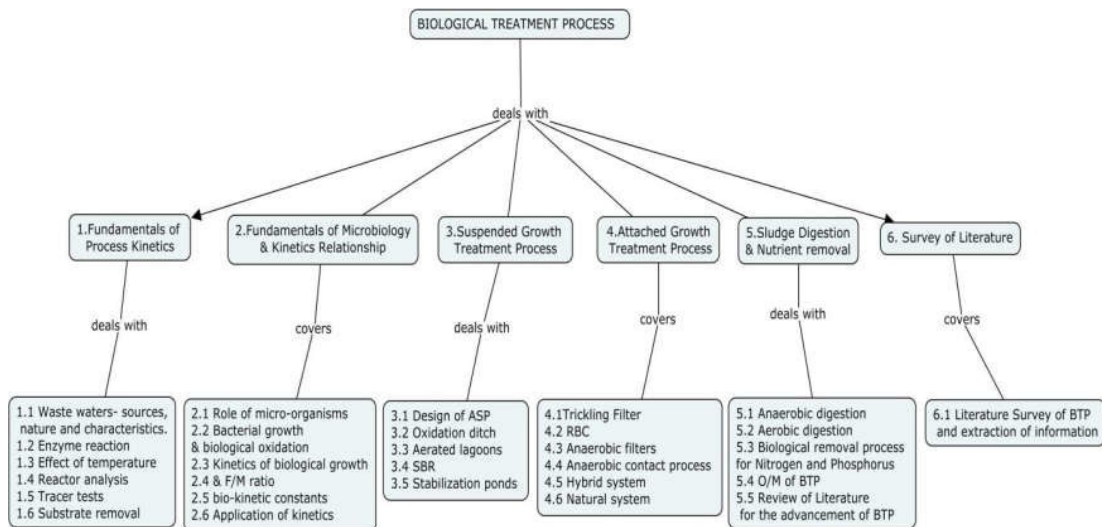 BIOLOGICAL TREATMENT PROCESS
deals with
1.Fundamentals of
Process Kinetics
2.Fundamentals of Microbiology
& Kinetics Relationship
3.Suspended Growth
Treatment Process
4.Attached Growth
Treatment Process
5.Sludge Digestion
& Nutrient removal
6. Survey of Literature
deals with
covers
deals with
covers
deals with
covers
1.1 Waste waters- sources,
nature and characteristics.
1.2 Enzyme reaction
1.3 Effect of temperature
1.4 Reactor analysis
1.5 Tracer tests
1.6 Substrate removal
2.1 Role of micro-organisms
2.2 Bacterial growth
& biological oxidation
2.3 Kinetics of biological growth
2.4 & F/M ratio
2.5 bio-kinetic constants
2.6 Application of kinetics
3.1 Design of ASP
3.2 Oxidation ditch
3.3 Aerated lagoons
3.4 SBR
3.5 Stabilization ponds
4.1Trickling Filter
4.2 RBC
4.3 Anaerobic filters
4.4 Anaerobic contact process
4.5 Hybrid system
4.6 Natural system
5.1 Anaerobic digestion
5.2 Aerobic digestion
5.3 Biological removal process
for Nitrogen and Phosphorus
5.4 O/M of BTP
5.5 Review of Literature
for the advancement of BTP
6.1 Literature Survey of BTP
and extraction of information